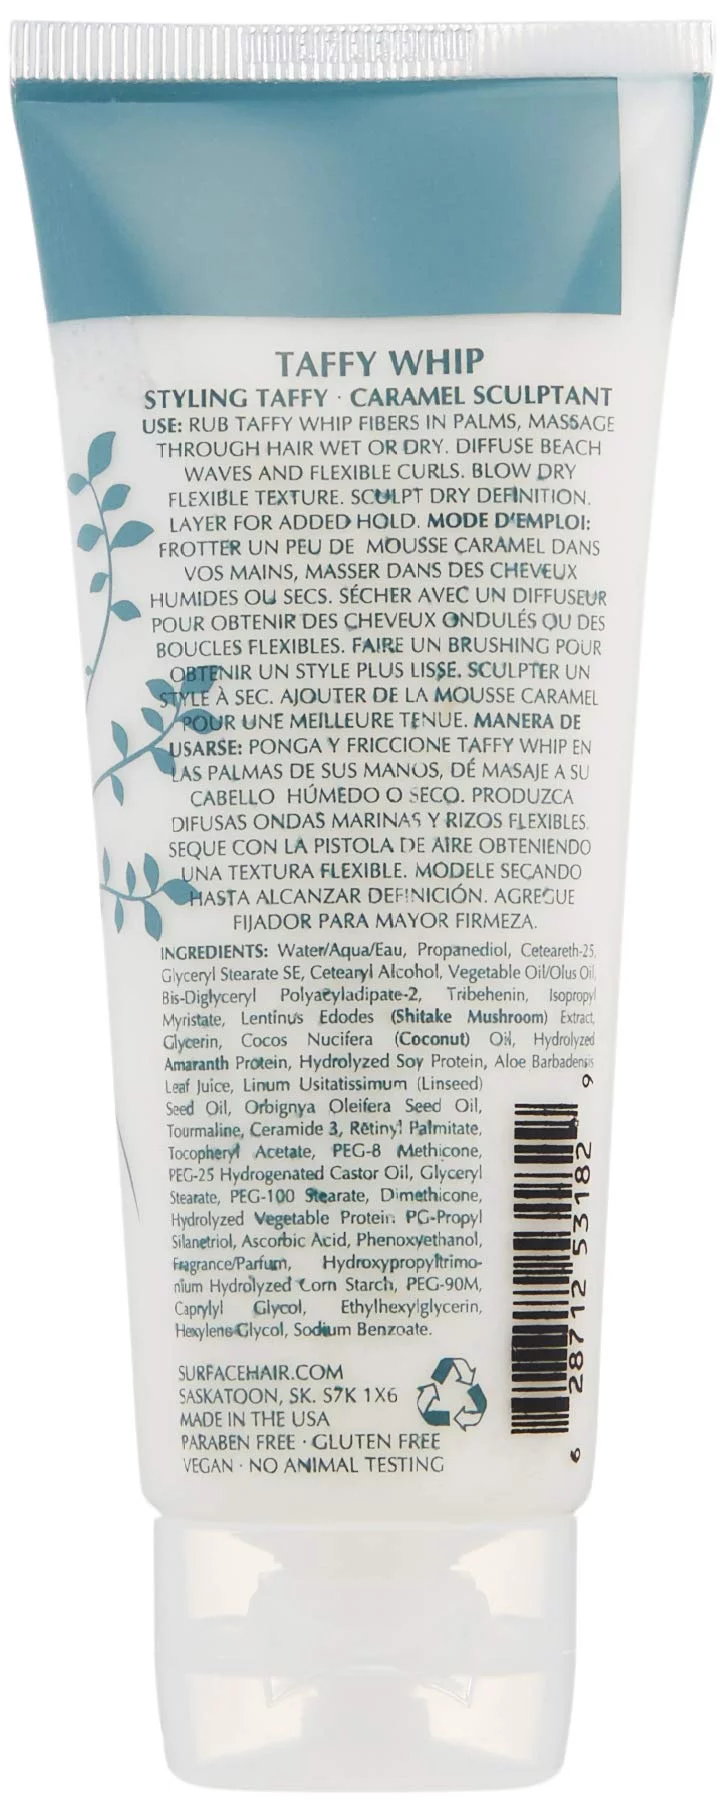 TAFFY WHIP
STYLING TAFFY · CARAMEL SCULPTANT
USE: RUB TAFFY WHIP FIBERS IN PALMS, MASSAGE
THROUGH HAIR WET OR DRY. DIFFUSE BEACH
WAVES AND FLEXIBLE CURLS. BLOW DRY
FLEXIBLE TEXTURE. SCULPT DRY DEFINITION.
LAYER FOR ADDED HOLD. MODE D'EMPLOI:
FROTTER UN PEU DE MOUSSE CARAMEL DANS
VOS MAINS, MASSER DANS DES CHEVEUX
HUMIDES OU SECS. SÉCHER AVEC UN DIFFUSEUR
POUR OBTENIR DES CHEVEUX ONDULÉS OU DES
BOUCLES FLEXIBLES. FAIRE UN BRUSHING POUR
OBTENIR UN STYLE PLUS LISSE. SCULPTER UN
STYLE À SEC. AJOUTER DE LA MOUSSE CARAMEL
POUR UNE MEILLEURE TENUE. MANERA DE
USARSE: PONGA Y FRICCIONE TAFFY WHIP EN
LAS PALMAS DE SUS MANOS, DÉ MASAJE A SU
CABELLO HÚMEDO O SECO. PRODUZCA
DIFUSAS ONDAS MARINAS Y RIZOS FLEXIBLES.
SEQUE CON LA PISTOLA DE AIRE OBTENIENDO
UNA TEXTURA FLEXIBLE. MODELE SECANDO
HASTA ALCANZAR DEFINICIÓN. AGREGUE
FIJADOR PARA MAYOR FIRMEZA.
INGREDIENTS: Water/Aqua/Eau, Propanediol, Ceteareth-25,
Glyceryl Stearate SE, Cetearyl Alcohol, Vegetable Oil/Olus Oil,
Bis-Diglyceryl Polyacyladipate-2, Tribehenin, Isopropyl
Myristate, Lentinus Edodes (Shitake Mushroom) Extract,
Glycerin, Cocos Nucifera (Coconut) Oil, Hydrolyzed
Amaranth Protein, Hydrolyzed Soy Protein, Aloe Barbadensis
Leaf Juice, Linum Usitatissimum (Linseed)
Seed Oil, Orbignya Oleifera Seed Oil,
Tourmaline, Ceramide 3, Retinyl Palmitate,
Tocopheryl Acetate, PEG-8 Methicone,
PEG-25 Hydrogenated Castor Oil, Glyceryl
Stearate, PEG-100 Stearate, Dimethicone,
Hydrolyzed Vegetable Protein PG-Propyl
Silanetriol, Ascorbic Acid, Phenoxyethanol,
Fragrance/Parfum, Hydroxypropyltrimo-
nium Hydrolyzed Corn Starch, PEG-90M,
Caprylyl Glycol, Ethylhexylglycerin,
Hexylene Glycol, Sodium Benzoate.
6 28712 53182 9
SURFACEHAIR.COM
SASKATOON, SK. S7K 1X6
MADE IN THE USA
PARABEN FREE · GLUTEN FREE
VEGAN · NO ANIMAL TESTING